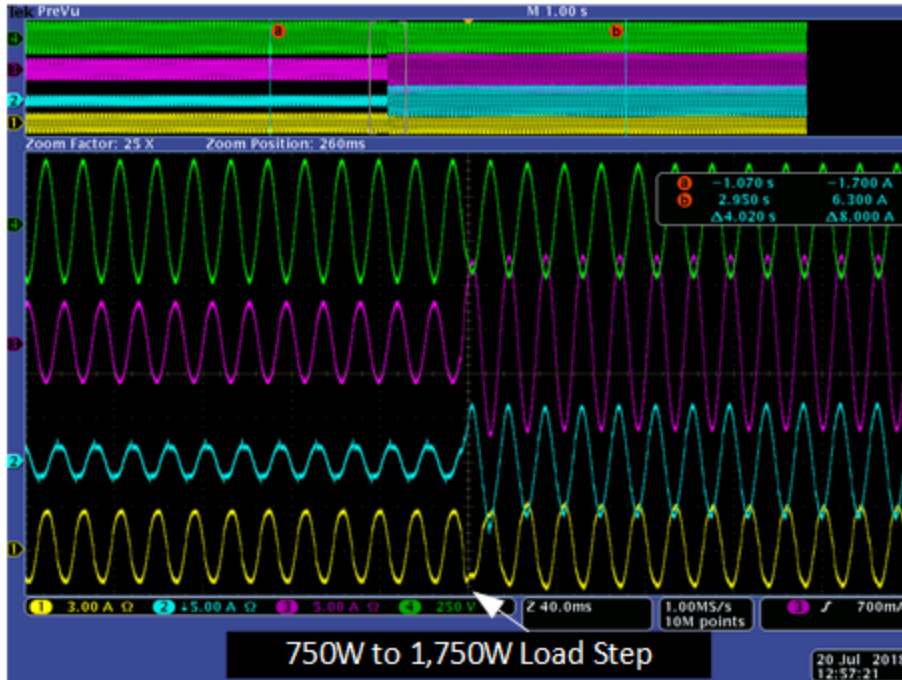 Tek PreVu M 1.00 s
a b
4
3
2
1
Zoom Factor: 25 X Zoom Position: 260ms
a -1.070 s -1.700 A
b 2.950 s 6.300 A
Δ4.020 s Δ8.000 A
4
3
2
1
1 3.00 A Ω 2 ↓5.00 A Ω 3 5.00 A Ω 4 250 V Z 40.0ms 1.00MS/s 3 700mA
10M points
750W to 1,750W Load Step
20 Jul 2018
12:57:21